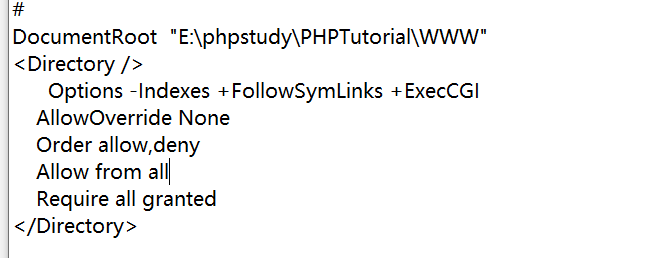 #
DocumentRoot  "E:\phpstudy\PHPTutorial\WWW"
<Directory />
      Options -Indexes +FollowSymLinks +ExecCGI
    AllowOverride None
    Order allow,deny
    Allow from all
    Require all granted
</Directory>